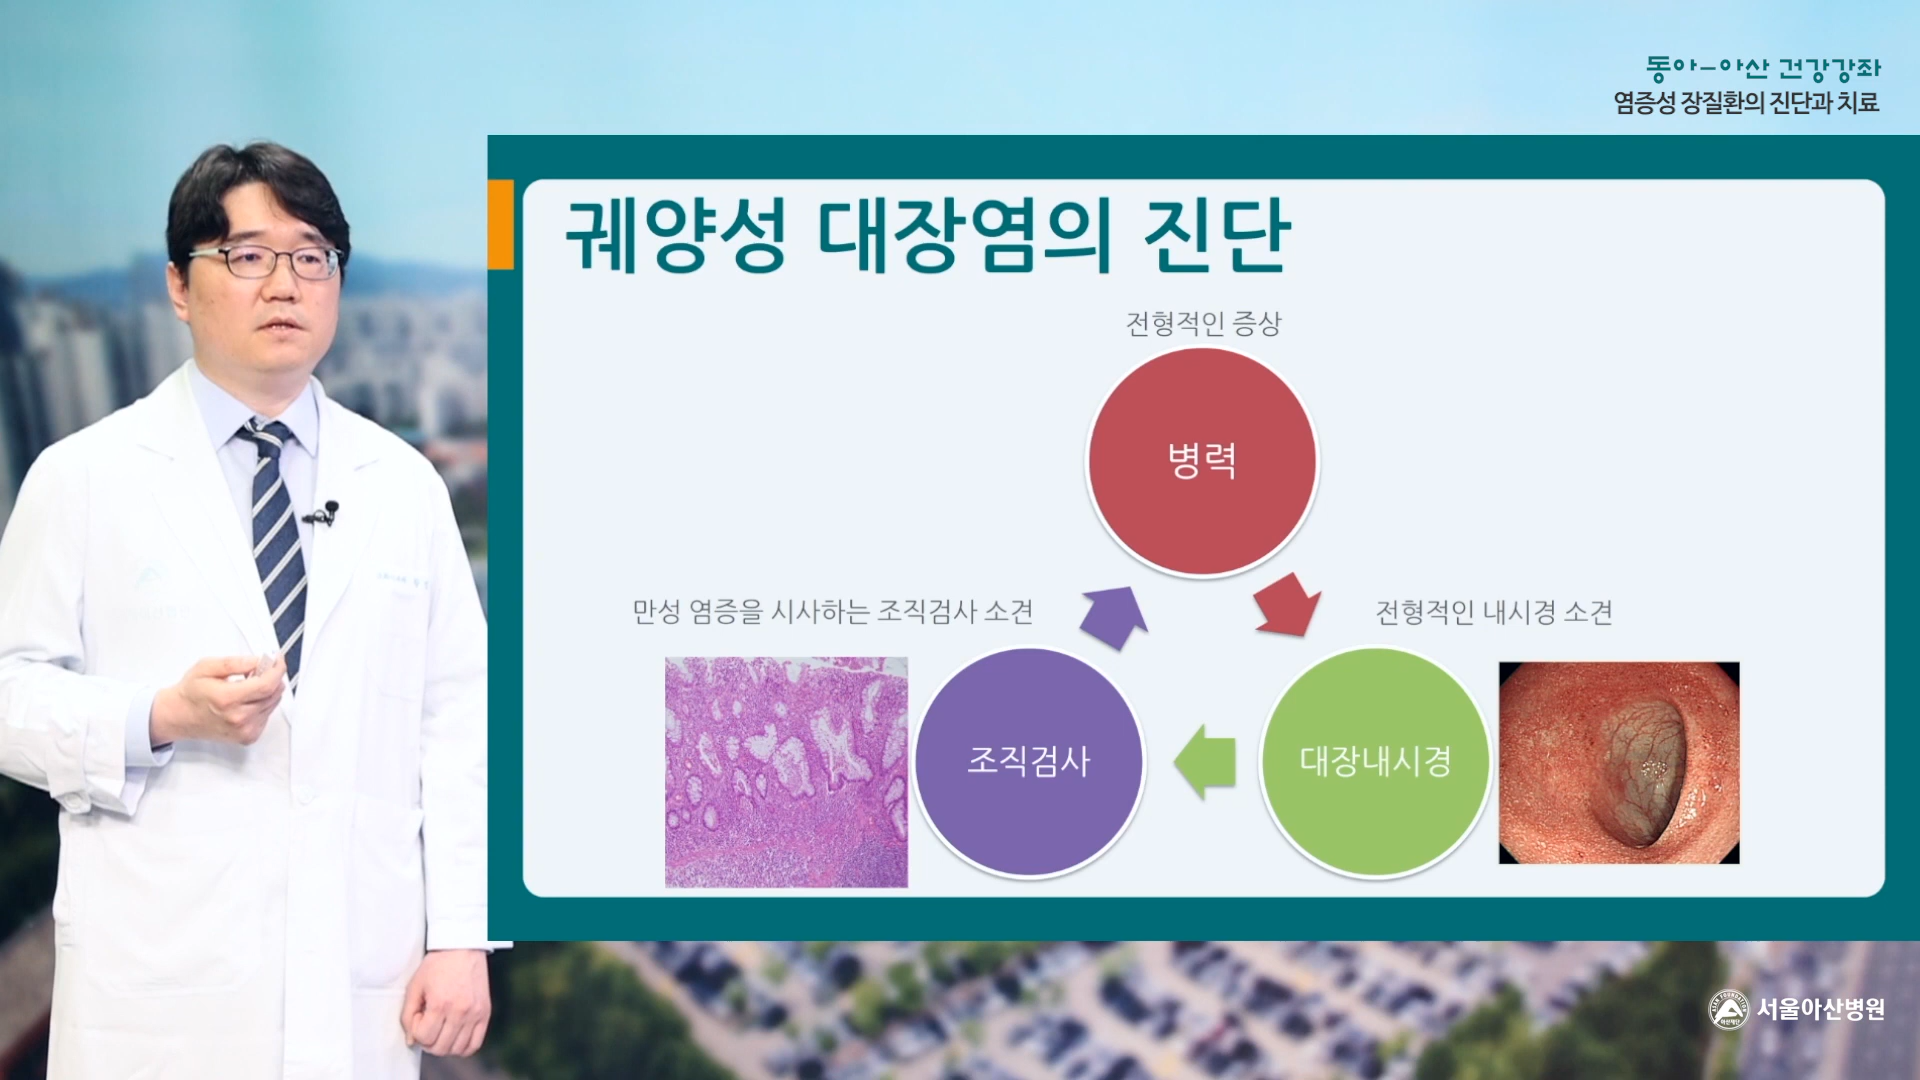 동아-아산 건강강좌
염증성 장질환의 진단과 치료
궤양성 대장염의 진단
전형적인 증상
병력
만성 염증을 시사하는 조직검사 소견
전형적인 내시경 소견
조직검사
대장내시경
서울아산병원